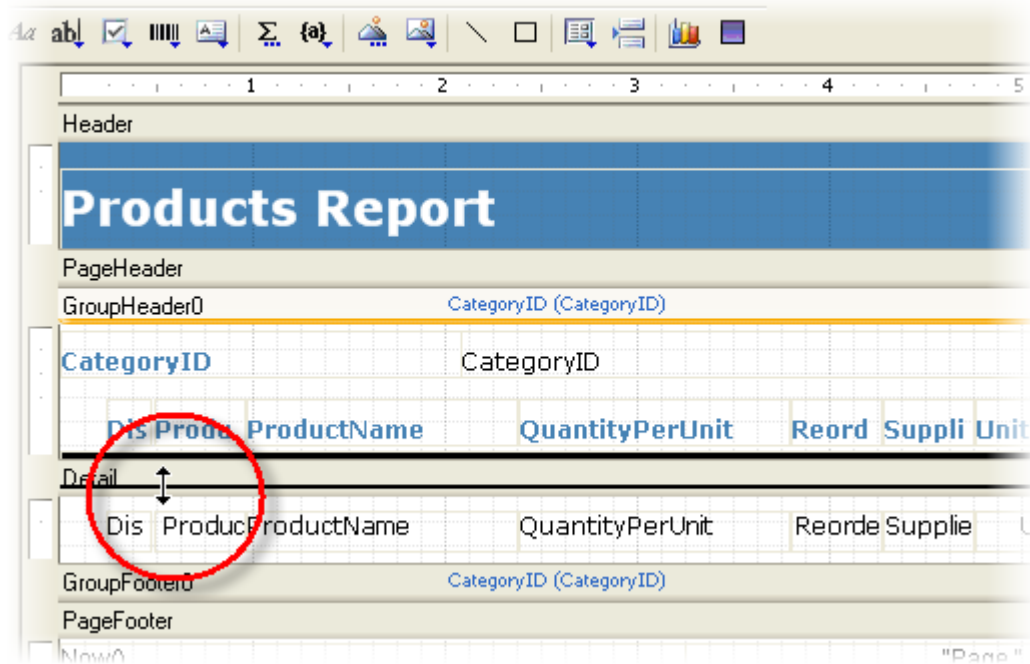 Aa ab|
Σ {a}
1 2 3 4 5
Header
Products Report
PageHeader
GroupHeader0 CategoryID (CategoryID)
CategoryID CategoryID
Dis Produ ProductName QuantityPerUnit Reord Suppli Unit
Detail
Dis Produc ProductName QuantityPerUnit Reorde Supplie U
GroupFooter0 CategoryID (CategoryID)
PageFooter
Now() "Page "